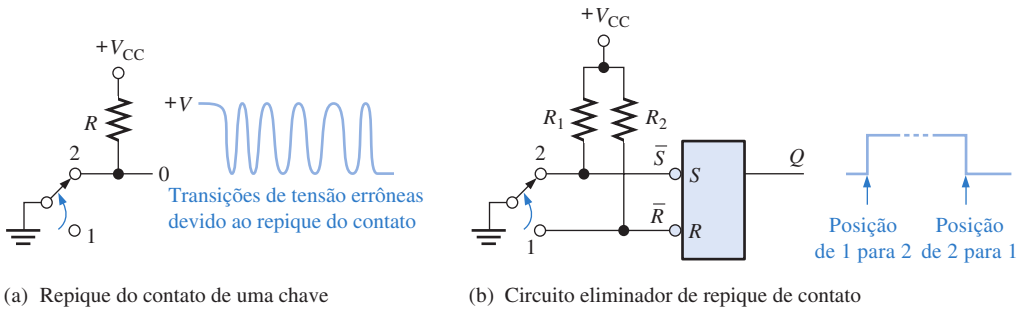 +V_CC
R
2
0
1
+V
Transições de tensão errôneas
devido ao repique do contato
(a) Repique do contato de uma chave
+V_CC
R_1
R_2
2
1
S̅
R̅
S
R
Q
Posição
de 1 para 2
Posição
de 2 para 1
(b) Circuito eliminador de repique de contato